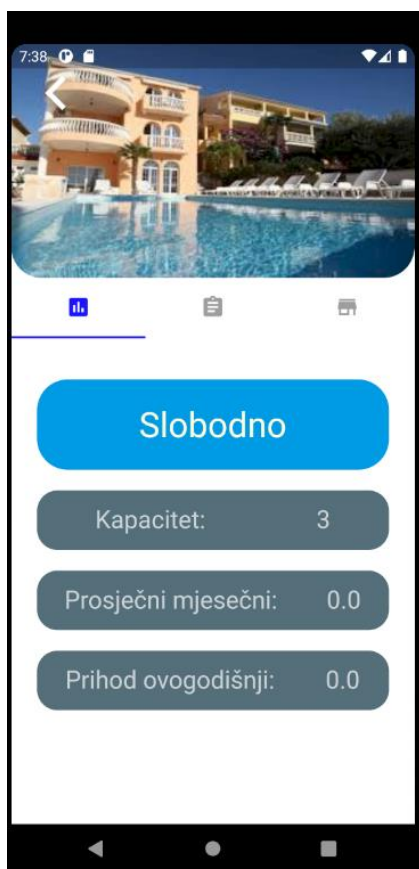 7:38
Slobodno
Kapacitet: 3
Prosječni mjesečni: 0.0
Prihod ovogodišnji: 0.0